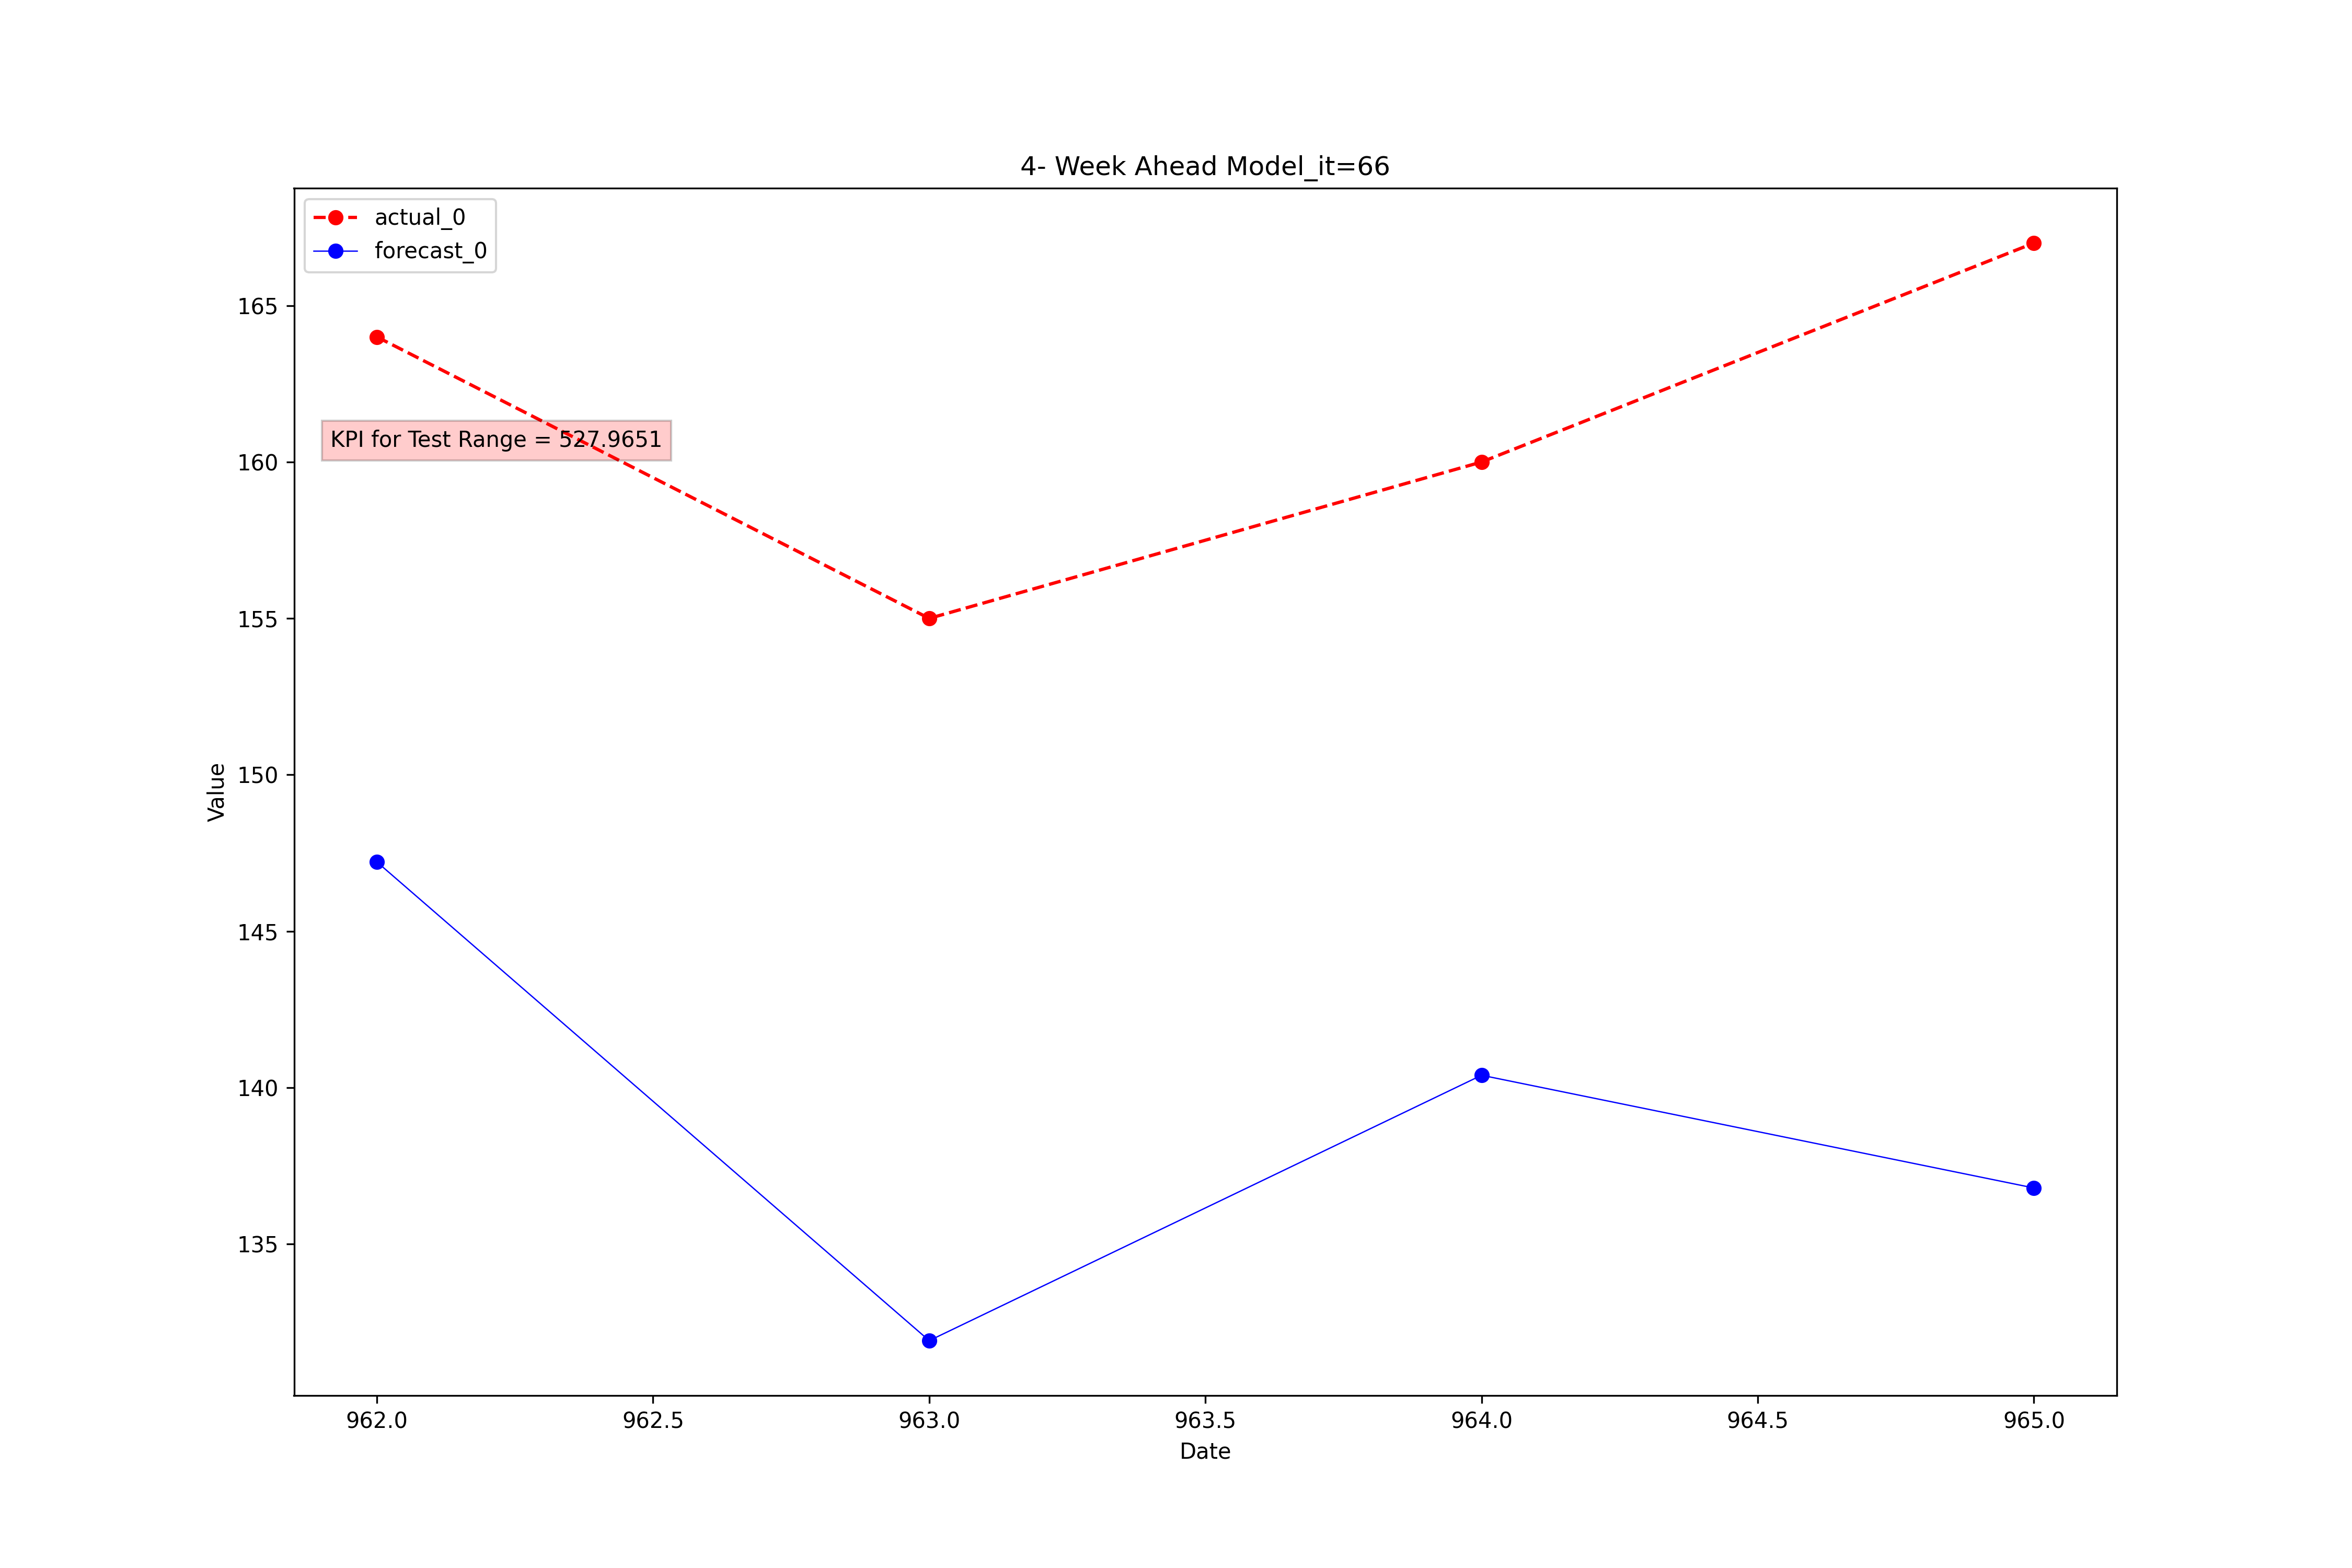 4- Week Ahead Model_it=66
actual_0
forecast_0
KPI for Test Range = 527.9651
Value
165
160
155
150
145
140
135
962.0 962.5 963.0 963.5 964.0 964.5 965.0
Date